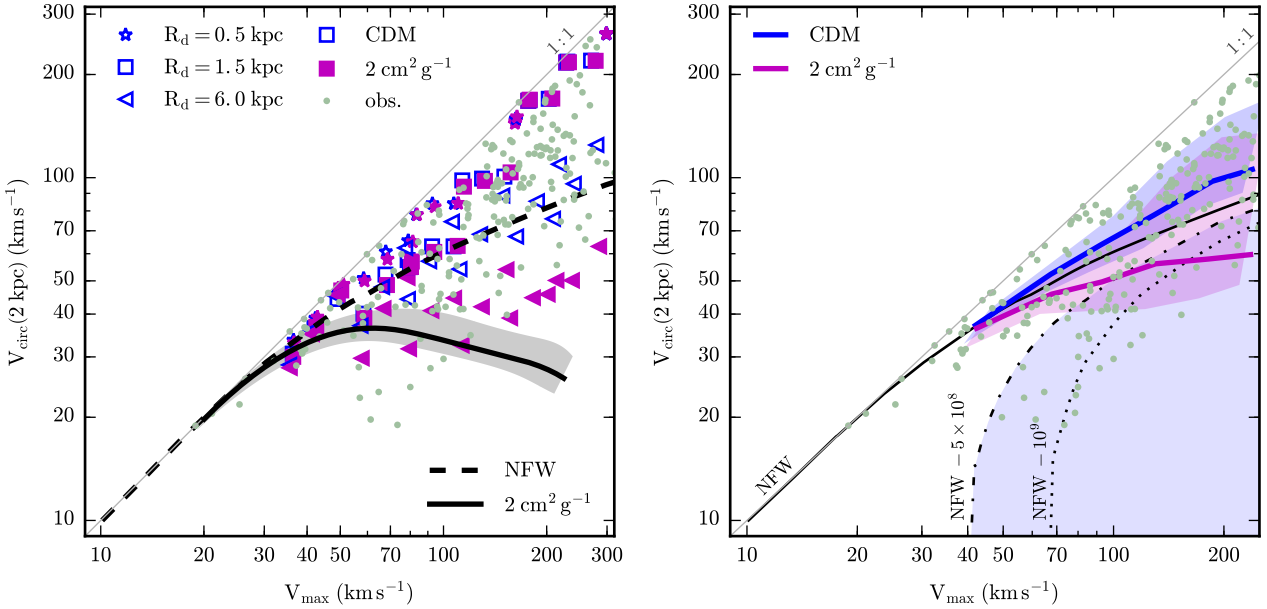 300
200
100
70
50
40
30
20
10
V_circ(2 kpc) (km s⁻¹)
R_d = 0.5 kpc
R_d = 1.5 kpc
R_d = 6.0 kpc
CDM
2 cm² g⁻¹
obs.
1 : 1
NFW
2 cm² g⁻¹
10 20 30 40 50 70 100 200 300
V_max (km s⁻¹)
300
200
100
70
50
40
30
20
10
V_circ(2 kpc) (km s⁻¹)
CDM
2 cm² g⁻¹
1:1
NFW
NFW − 5 × 10⁸
NFW − 10⁹
10 20 30 40 50 70 100 200
V_max (km s⁻¹)